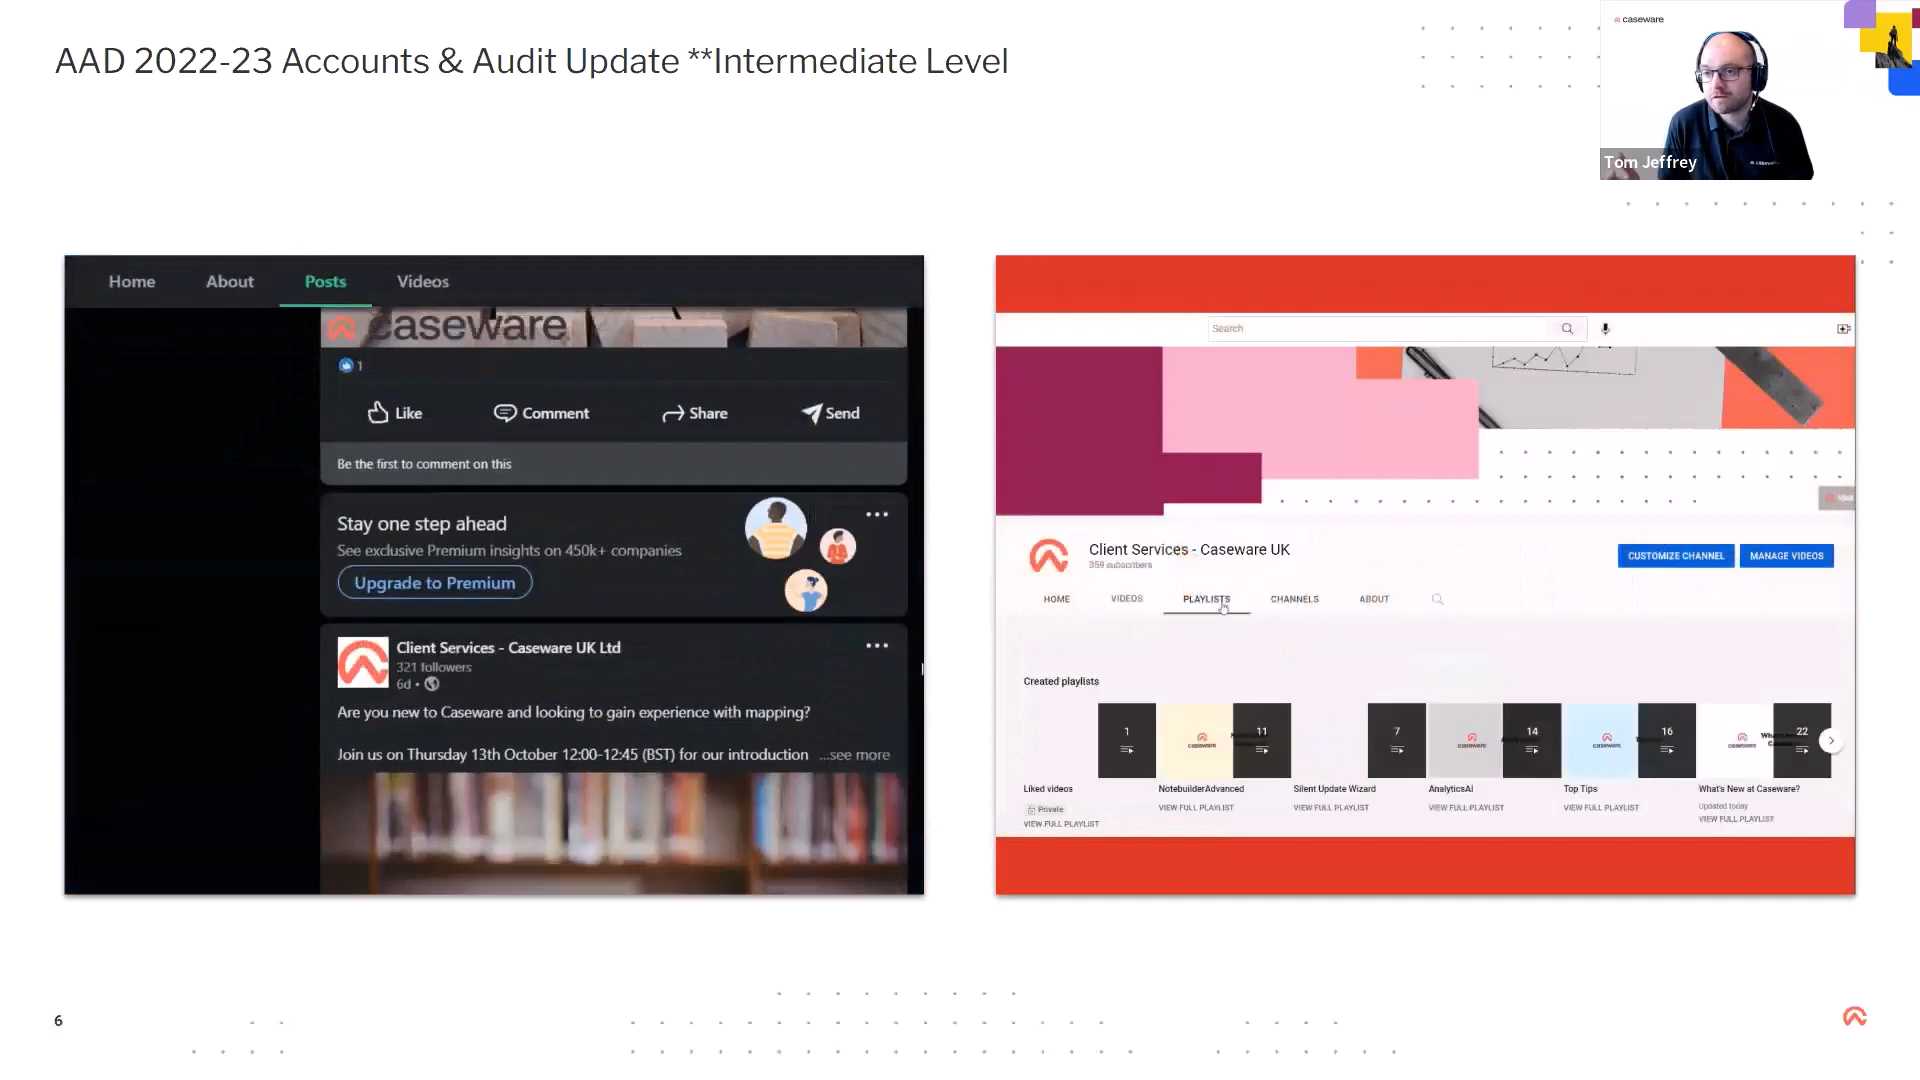 AAD 2022-23 Accounts & Audit Update **Intermediate Level
caseware
Tom Jeffrey
Home About Posts Videos
caseware
1
Like Comment Share Send
Be the first to comment on this
Stay one step ahead
See exclusive Premium insights on 450k+ companies
Upgrade to Premium
Client Services - Caseware UK Ltd
321 followers
6d •
Are you new to Caseware and looking to gain experience with mapping?
Join us on Thursday 13th October 12:00-12:45 (BST) for our introduction ...see more
Search
Client Services - Caseware UK
359 subscribers
CUSTOMIZE CHANNEL MANAGE VIDEOS
HOME VIDEOS PLAYLISTS CHANNELS ABOUT
Created playlists
1 11 7 14 16 22
caseware caseware caseware caseware
Liked videos NotebuilderAdvanced Silent Update Wizard AnalyticsAI Top Tips What's New at Caseware?
Private VIEW FULL PLAYLIST VIEW FULL PLAYLIST VIEW FULL PLAYLIST VIEW FULL PLAYLIST Updated today
VIEW FULL PLAYLIST VIEW FULL PLAYLIST
6